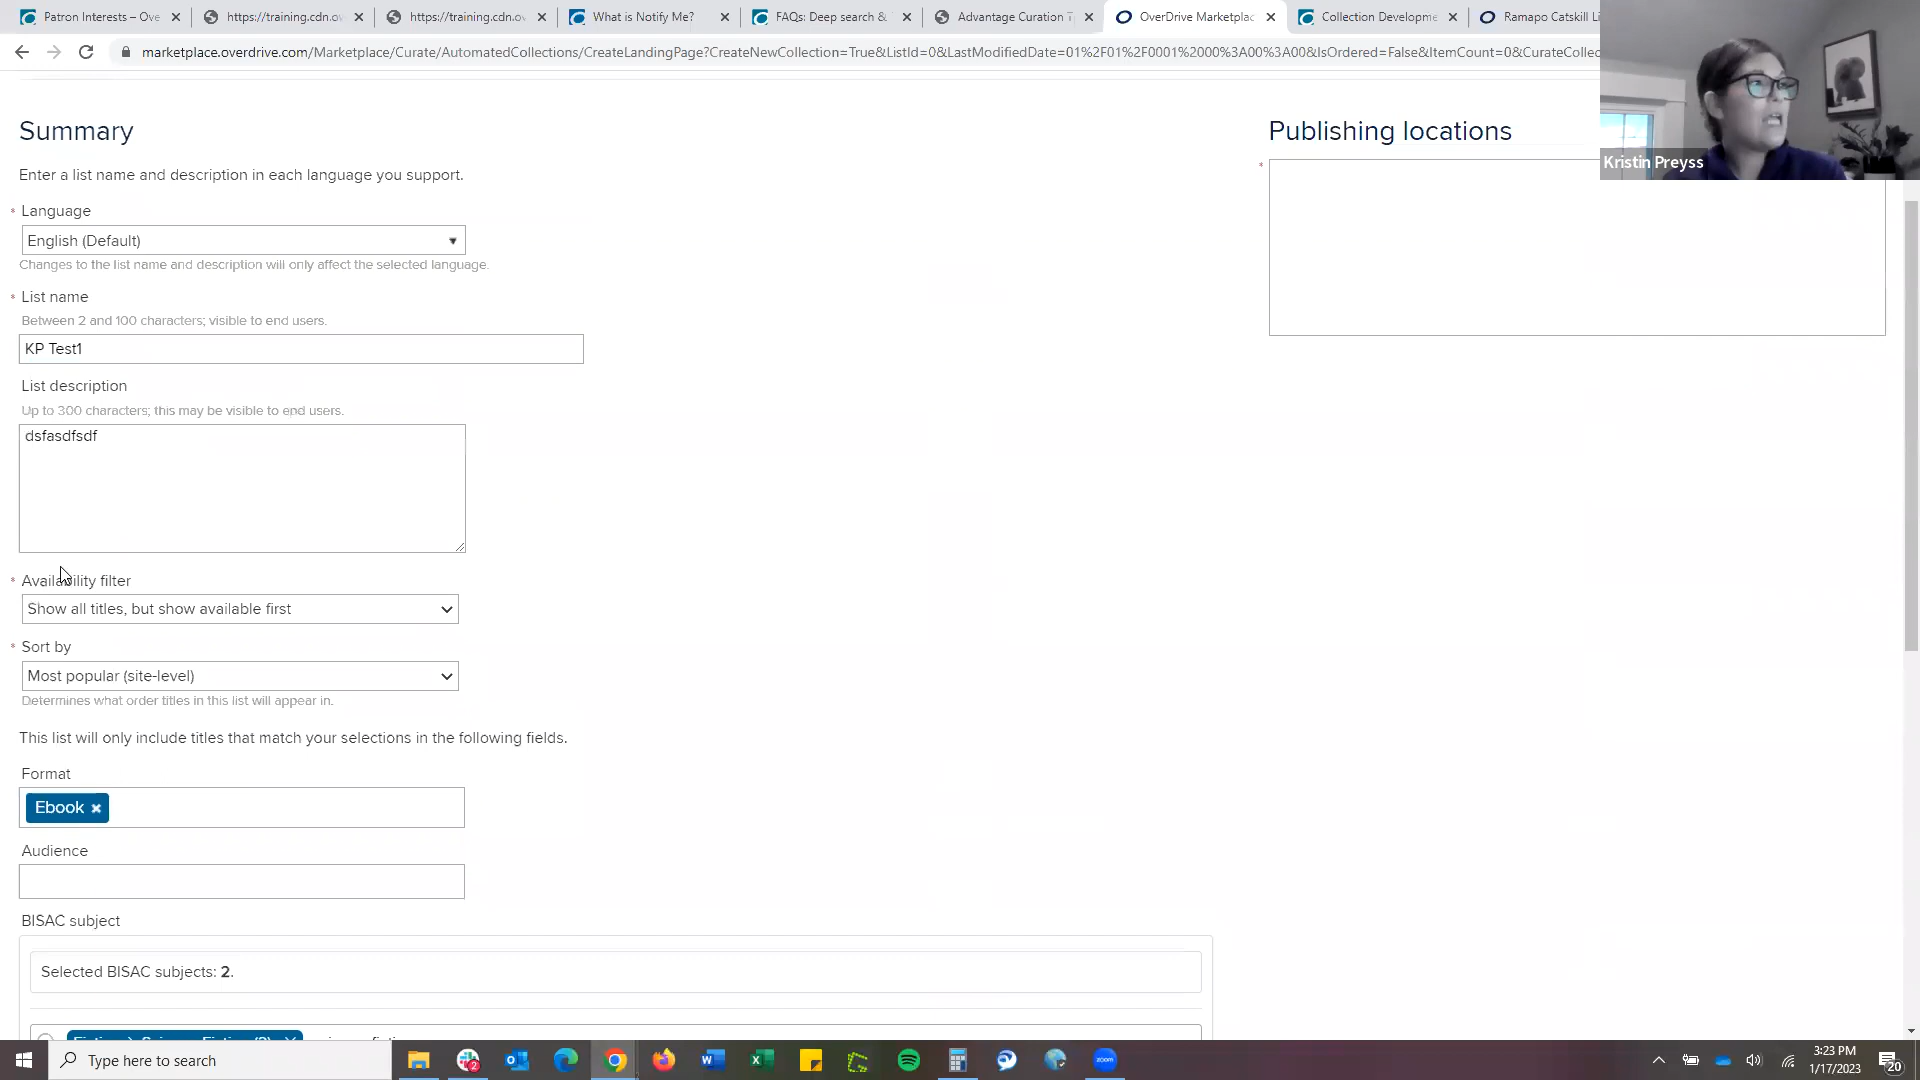 Patron Interests – Ove
https://training.cdn.o
https://training.cdn.o
What is Notify Me?
FAQs: Deep search &
Advantage Curation T
OverDrive Marketplac
Collection Developme
Ramapo Catskill Li
marketplace.overdrive.com/Marketplace/Curate/AutomatedCollections/CreateLandingPage?CreateNewCollection=True&ListId=0&LastModifiedDate=01%2F01%2F0001%2000%3A00%3A00&IsOrdered=False&ItemCount=0&CurateCollec
Kristin Preyss
Summary
Publishing locations
*
Enter a list name and description in each language you support.
* Language
English (Default)
Changes to the list name and description will only affect the selected language.
* List name
Between 2 and 100 characters; visible to end users.
KP Test1
List description
Up to 300 characters; this may be visible to end users.
dsfasdfsdf
* Availability filter
Show all titles, but show available first
* Sort by
Most popular (site-level)
Determines what order titles in this list will appear in.
This list will only include titles that match your selections in the following fields.
Format
Ebook
Audience
BISAC subject
Selected BISAC subjects: 2.
Type here to search
3:23 PM
1/17/2023
20